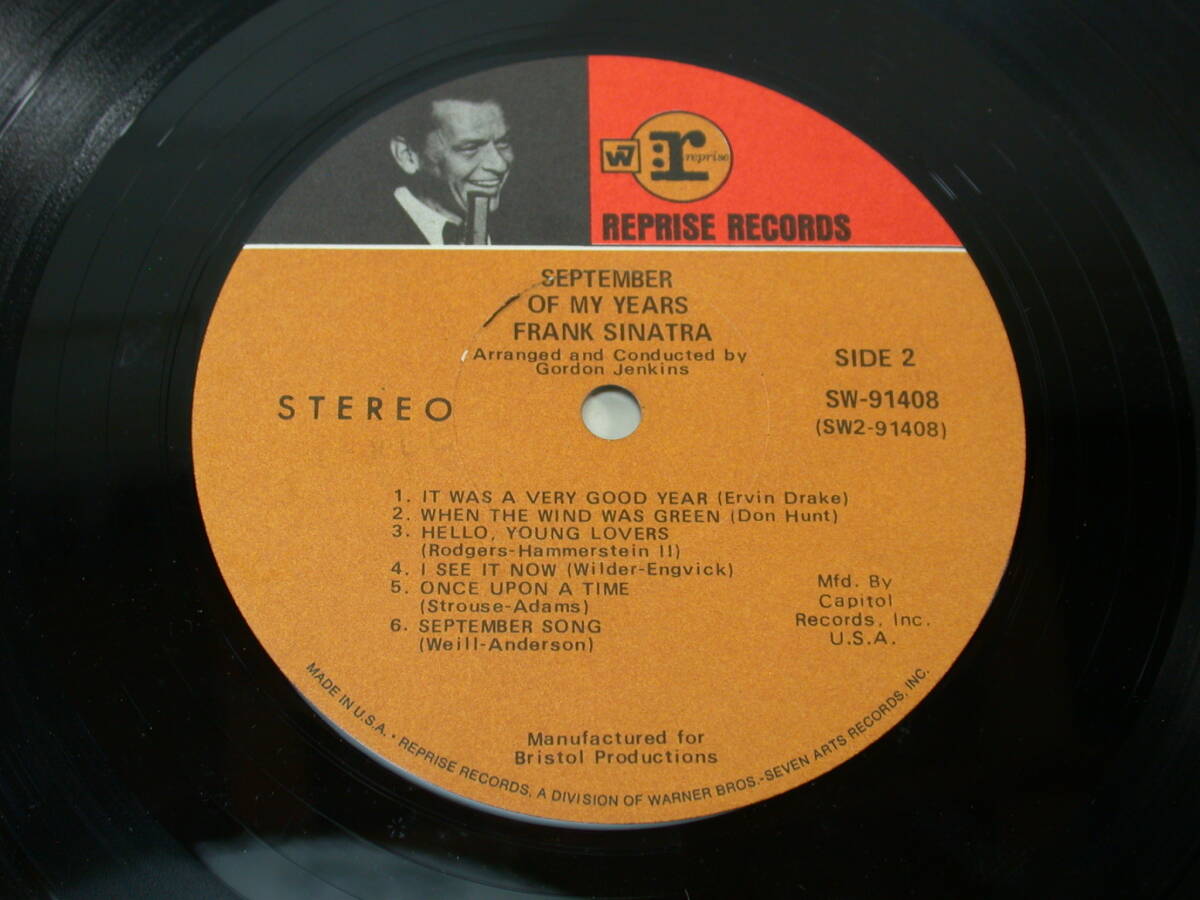 W7
r
reprise
REPRISE RECORDS
SEPTEMBER
OF MY YEARS
FRANK SINATRA
Arranged and Conducted by
Gordon Jenkins
STEREO
SIDE 2
SW-91408
(SW2-91408)
1. IT WAS A VERY GOOD YEAR (Ervin Drake)
2. WHEN THE WIND WAS GREEN (Don Hunt)
3. HELLO, YOUNG LOVERS
(Rodgers-Hammerstein II)
4. I SEE IT NOW (Wilder-Engvick)
5. ONCE UPON A TIME
(Strouse-Adams)
6. SEPTEMBER SONG
(Weill-Anderson)
Mfd. By
Capitol
Records, Inc.
U.S.A.
Manufactured for
Bristol Productions
MADE IN U.S.A. • REPRISE RECORDS, A DIVISION OF WARNER BROS.-SEVEN ARTS RECORDS, INC.